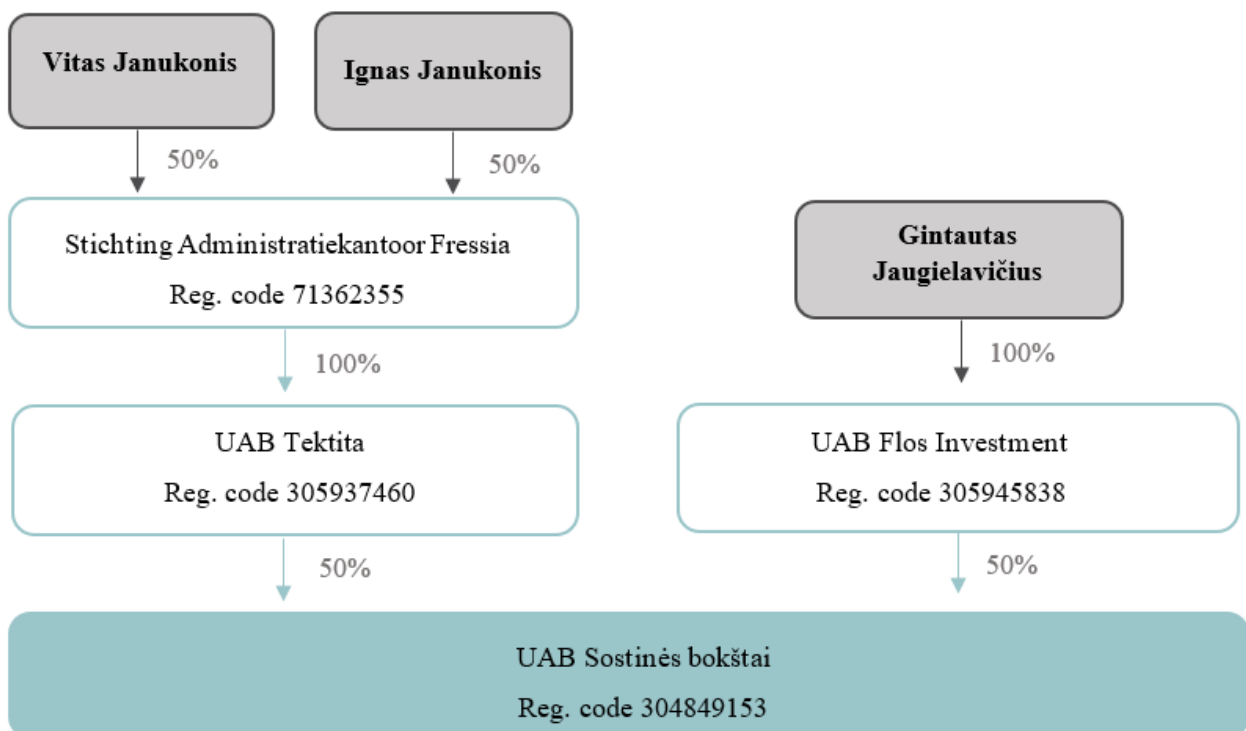 Vitas Janukonis
Ignas Janukonis
50%
50%
Stichting Administratiekantoor Fressia
Reg. code 71362355
Gintautas
Jaugielavičius
100%
100%
UAB Tektita
Reg. code 305937460
UAB Flos Investment
Reg. code 305945838
50%
50%
UAB Sostinės bokštai
Reg. code 304849153